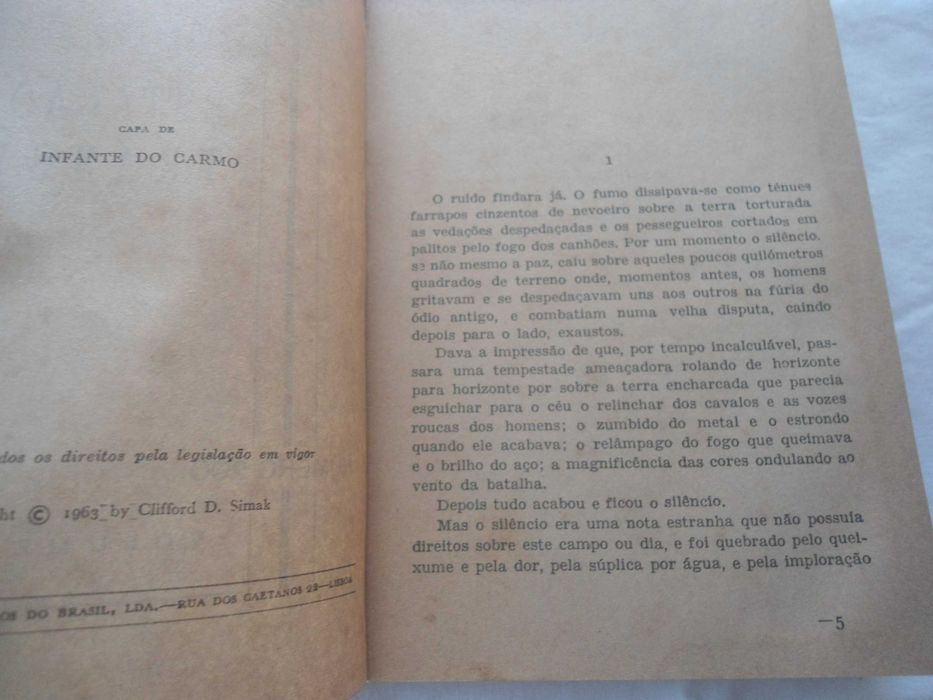 CAPA DE
INFANTE DO CARMO
os direitos pela legislação em vigor
© 1963 by Clifford D. Simak
DO BRASIL, LDA.—RUA DOS CAETANOS 22—LISBOA
1
O ruído findara já. O fumo dissipava-se como ténues
farrapos cinzentos de nevoeiro sobre a terra torturada
as vedações despedaçadas e os pessegueiros cortados em
palitos pelo fogo dos canhões. Por um momento o silêncio.
se não mesmo a paz, caiu sobre aqueles poucos quilómetros
quadrados de terreno onde, momentos antes, os homens
gritavam e se despedaçavam uns aos outros na fúria do
ódio antigo, e combatiam numa velha disputa, caindo
depois para o lado, exaustos.
Dava a impressão de que, por tempo incalculável, pas-
sara uma tempestade ameaçadora rolando de horizonte
para horizonte por sobre a terra encharcada que parecia
esguichar para o céu o relinchar dos cavalos e as vozes
roucas dos homens; o zumbido do metal e o estrondo
quando ele acabava; o relâmpago do fogo que queimava
e o brilho do aço; a magnificência das cores ondulando ao
vento da batalha.
Depois tudo acabou e ficou o silêncio.
Mas o silêncio era uma nota estranha que não possuia
direitos sobre este campo ou dia, e foi quebrado pelo quei-
xume e pela dor, pela súplica por água, e pela imploração
—5